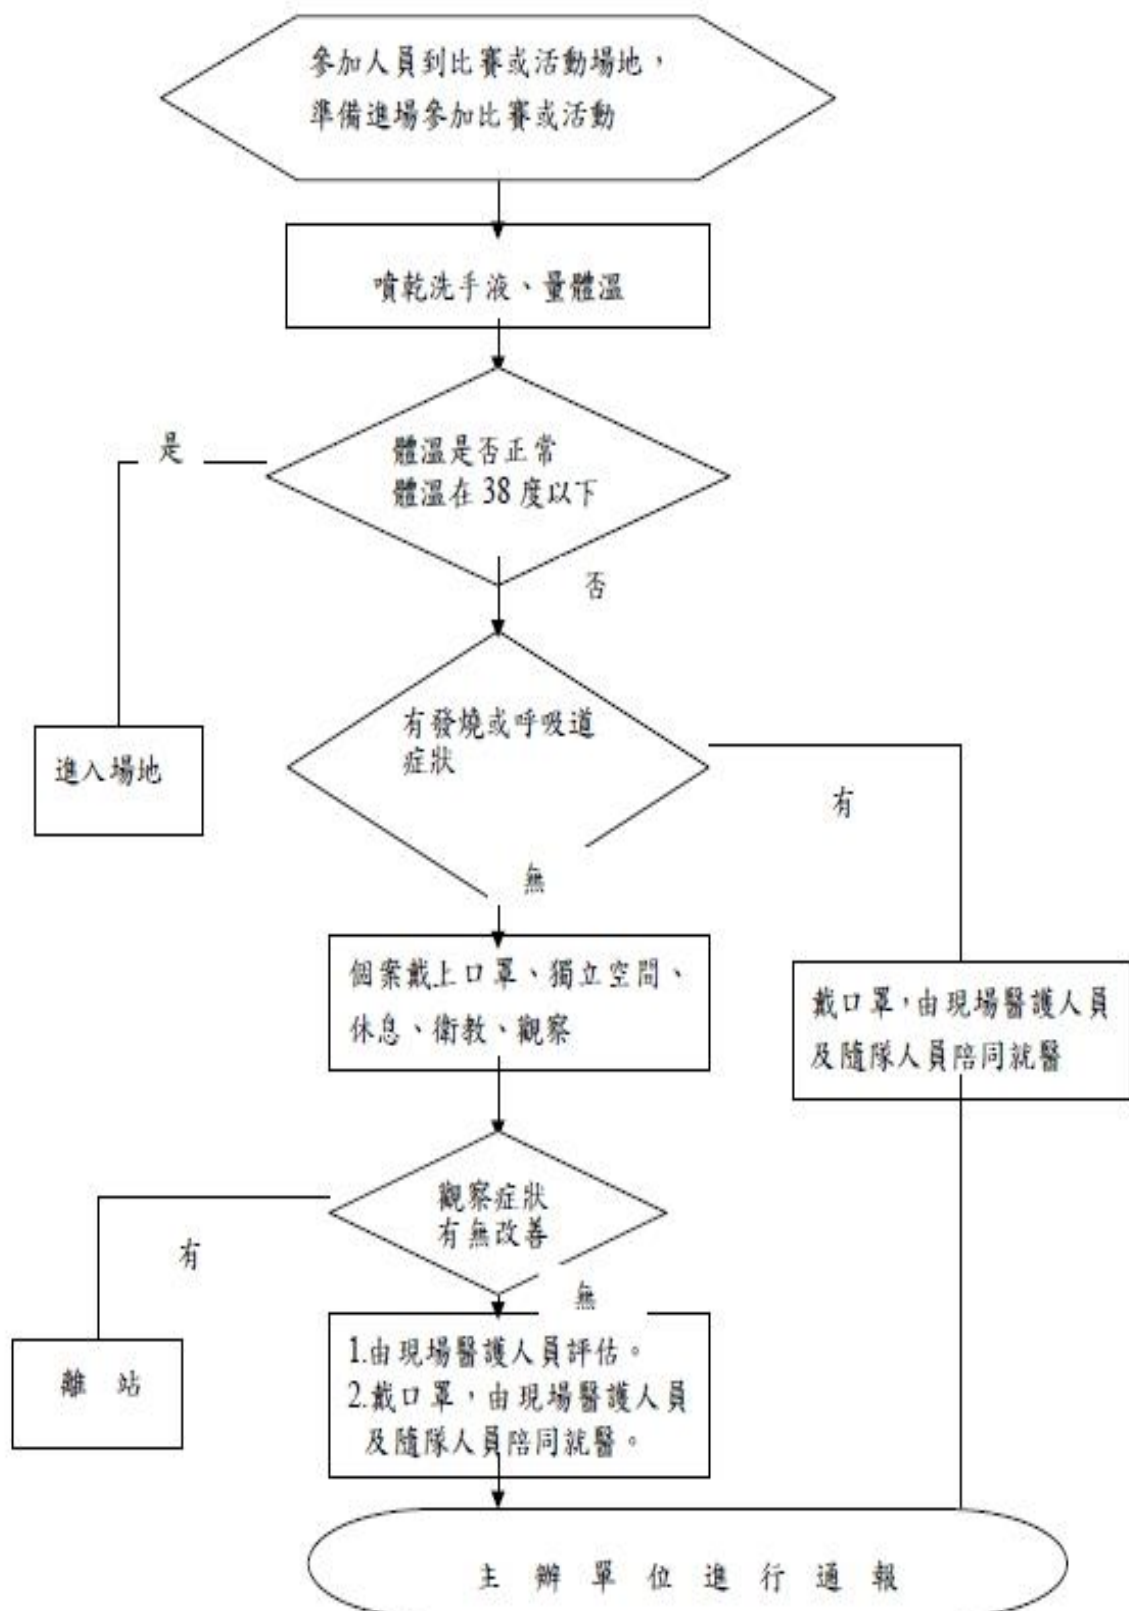 參加人員到比賽或活動場地，
準備進場參加比賽或活動
噴乾洗手液、量體溫
是
體溫是否正常
體溫在 38 度以下
否
有發燒或呼吸道
症狀
進入場地
有
無
個案戴上口罩、獨立空間、
休息、衛教、觀察
戴口罩，由現場醫護人員
及隨隊人員陪同就醫
觀察症狀
有無改善
有
無
離 站
1.由現場醫護人員評估。
2.戴口罩，由現場醫護人員
及隨隊人員陪同就醫。
主 辦 單 位 進 行 通 報